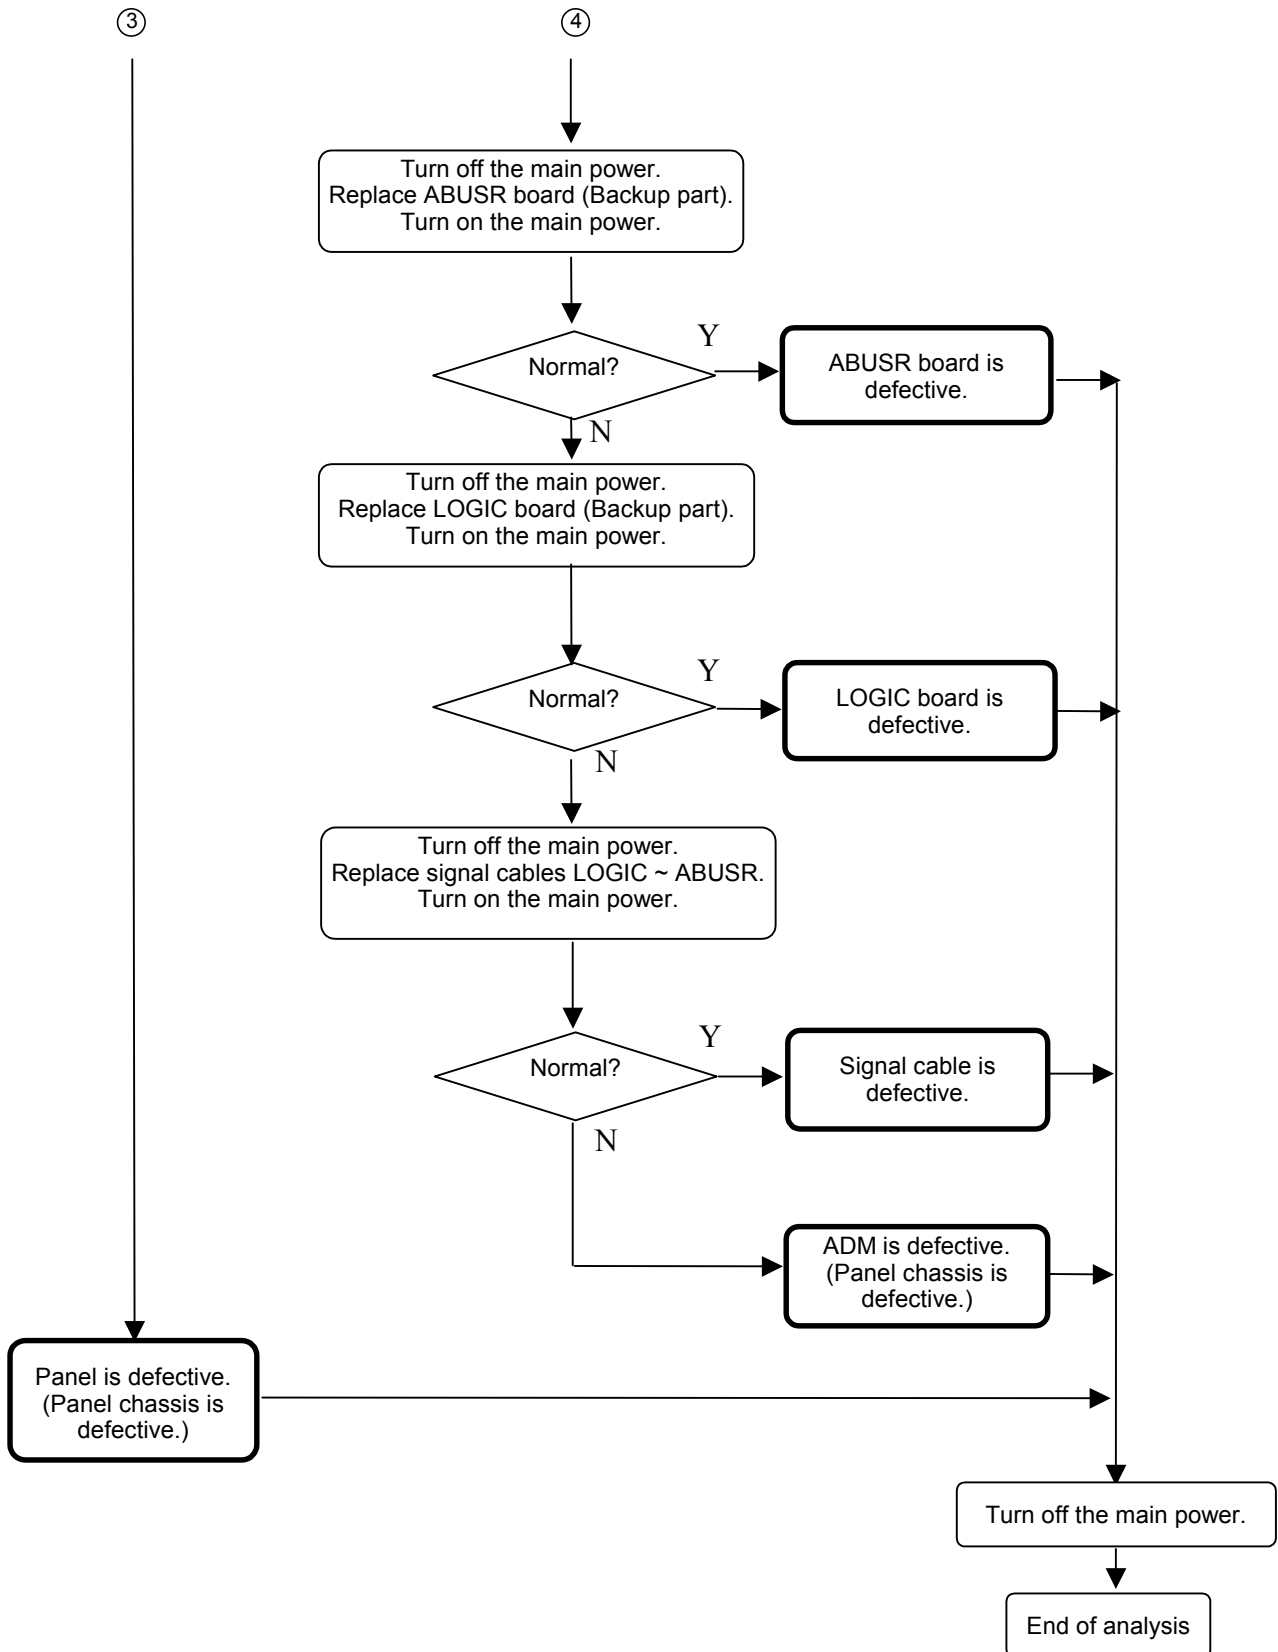 ③
④
Turn off the main power.
Replace ABUSR board (Backup part).
Turn on the main power.
Normal?
Y
ABUSR board is
defective.
N
Turn off the main power.
Replace LOGIC board (Backup part).
Turn on the main power.
Normal?
Y
LOGIC board is
defective.
N
Turn off the main power.
Replace signal cables LOGIC ~ ABUSR.
Turn on the main power.
Normal?
Y
Signal cable is
defective.
N
ADM is defective.
(Panel chassis is
defective.)
Panel is defective.
(Panel chassis is
defective.)
Turn off the main power.
End of analysis